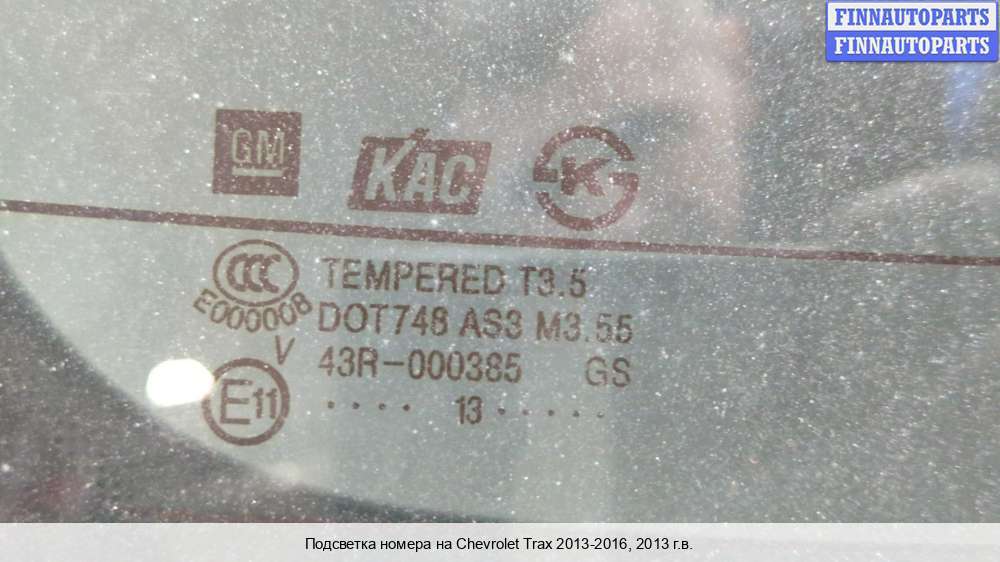 FINNAUTOPARTS
FINNAUTOPARTS
GM
KAC
K
CCC
TEMPERED T3.5
E000008
DOT748 AS3 M3.55
V
43R-000385 GS
E11
.... 13 .....
Подсветка номера на Chevrolet Trax 2013-2016, 2013 г.в.